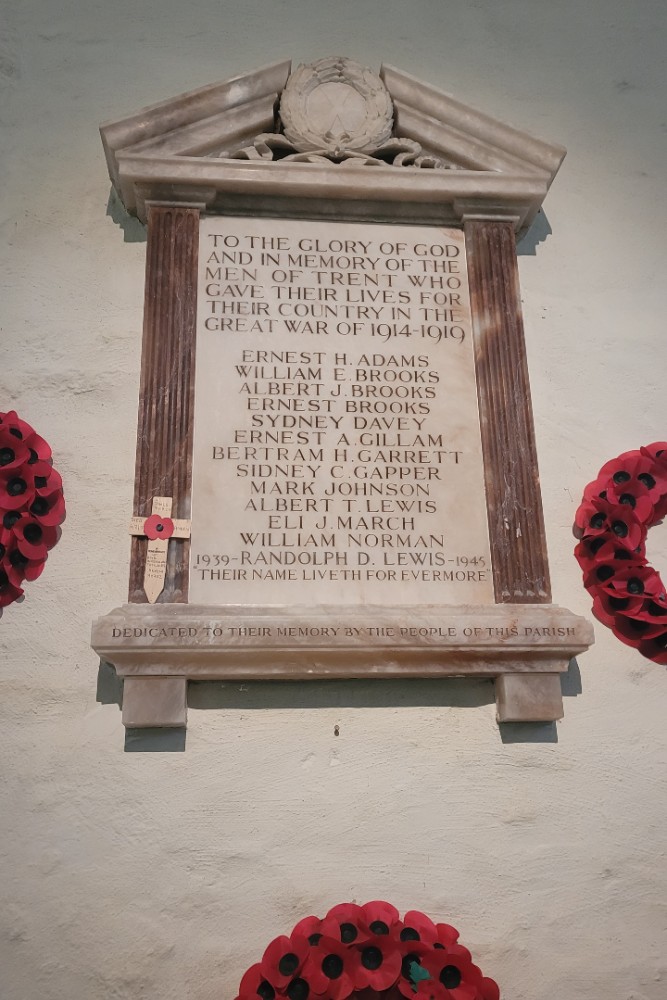 TO THE GLORY OF GOD
AND IN MEMORY OF THE
MEN OF TRENT WHO
GAVE THEIR LIVES FOR
THEIR COUNTRY IN THE
GREAT WAR OF 1914-1919
ERNEST H. ADAMS
WILLIAM E. BROOKS
ALBERT J. BROOKS
ERNEST BROOKS
SYDNEY DAVEY
ERNEST A. GILLAM
BERTRAM H. GARRETT
SIDNEY C. GAPPER
MARK JOHNSON
ALBERT T. LEWIS
ELI J. MARCH
WILLIAM NORMAN
1939-RANDOLPH D. LEWIS-1945
"THEIR NAME LIVETH FOR EVERMORE"
DEDICATED TO THEIR MEMORY BY THE PEOPLE OF THIS PARISH